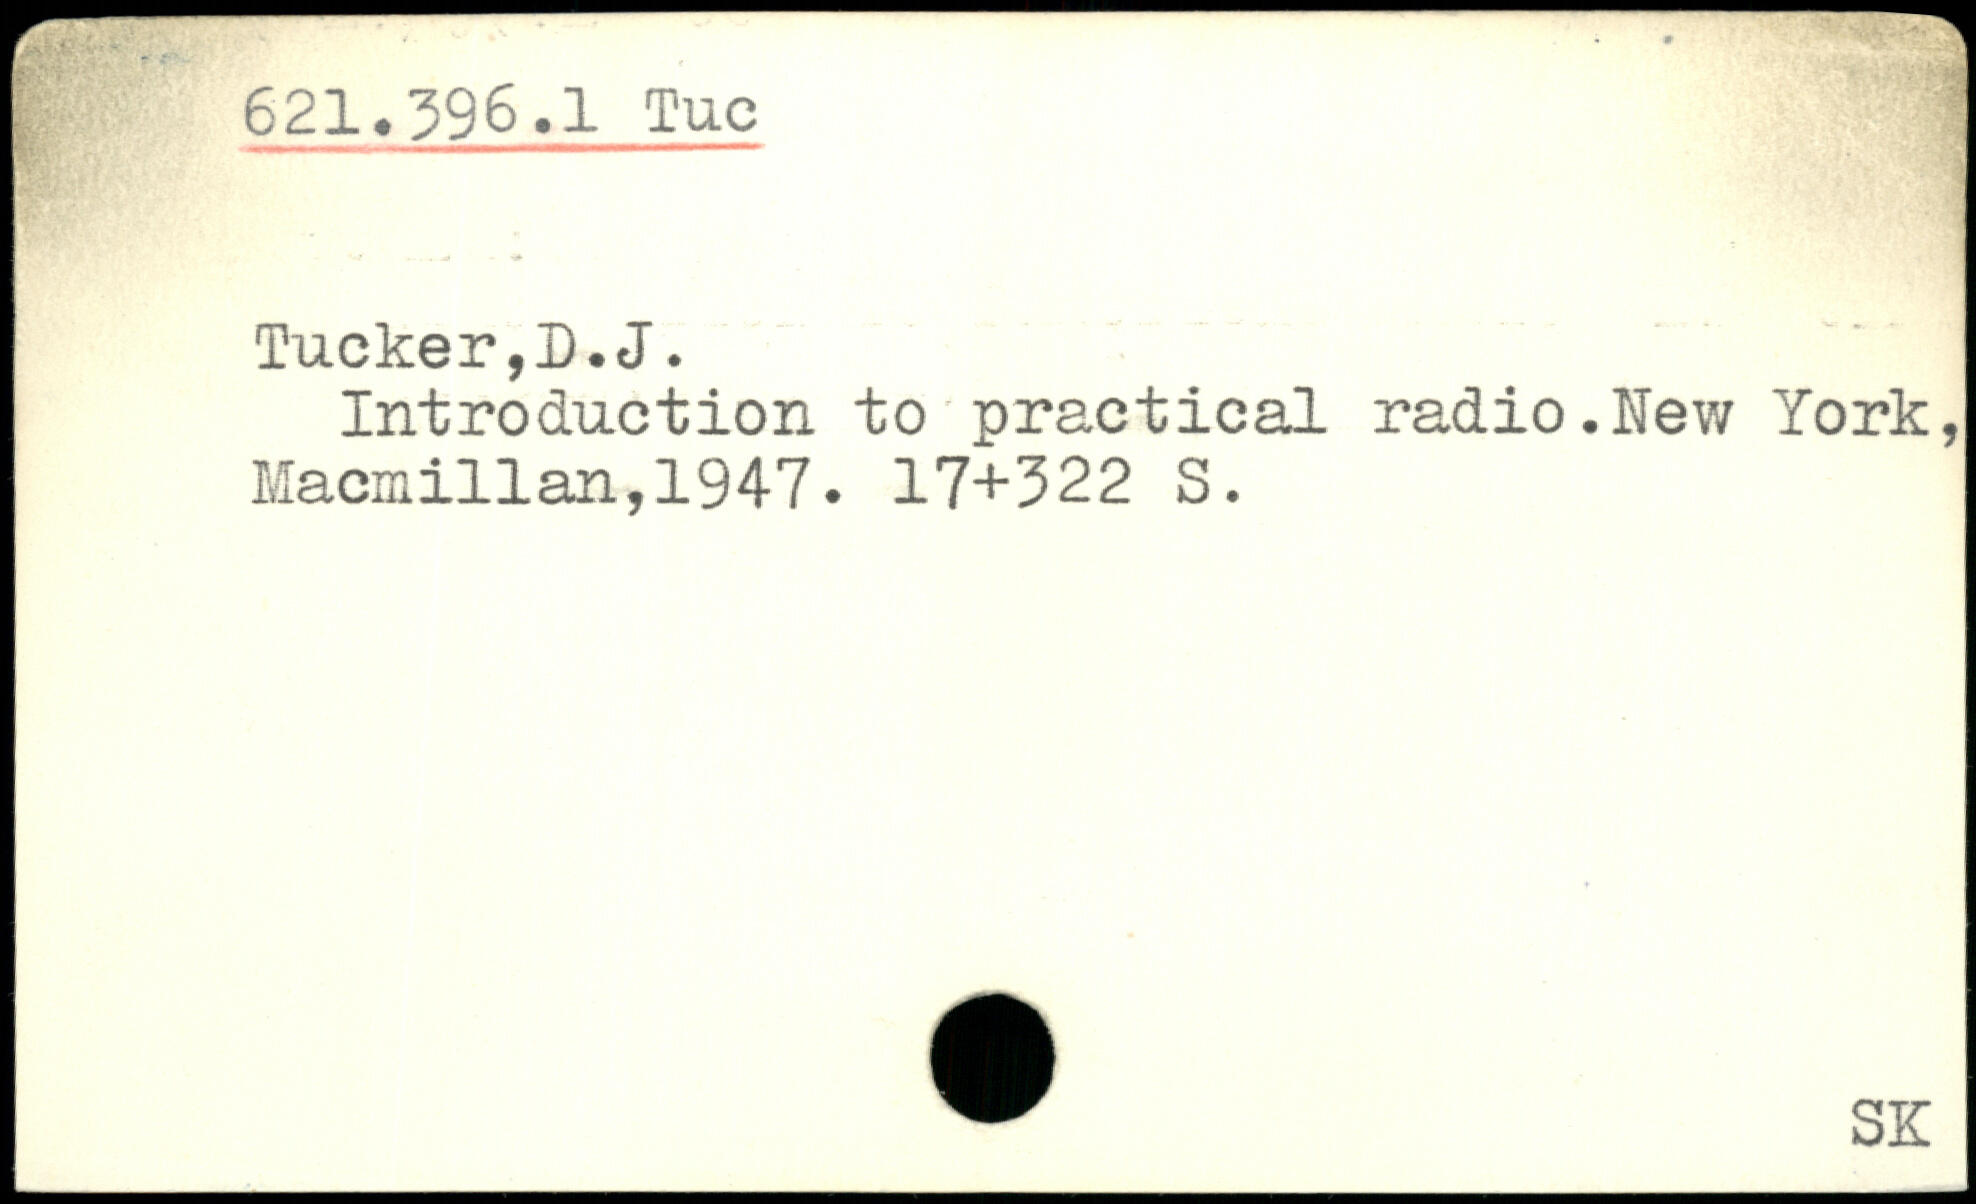 621.396.1 Tuc
Tucker,D.J.
Introduction to practical radio.New York,
Macmillan,1947. 17+322 S.
SK